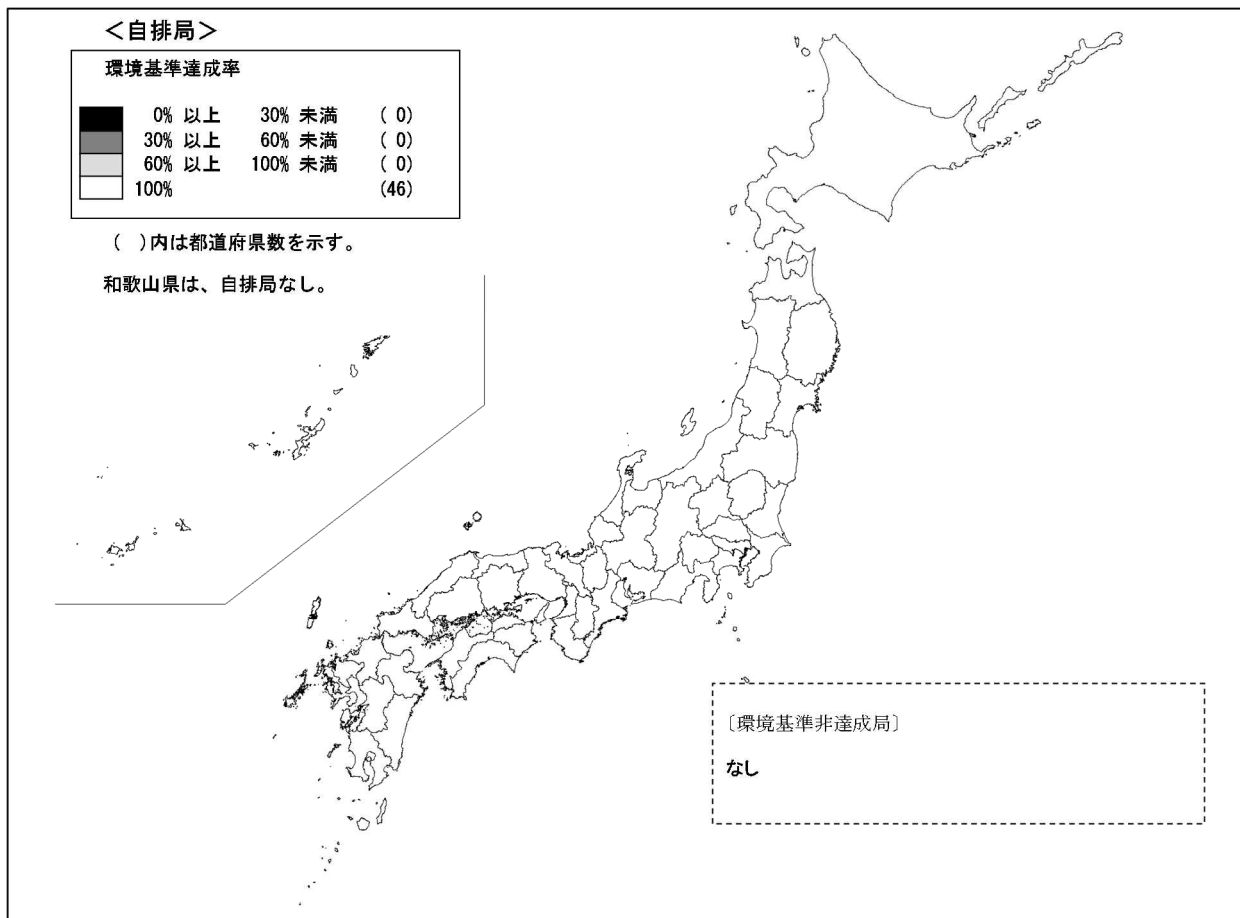 ＜自排局＞
環境基準達成率
0% 以上 30% 未満 ( 0)
30% 以上 60% 未満 ( 0)
60% 以上 100% 未満 ( 0)
100% (46)
( )内は都道府県数を示す。
和歌山県は、自排局なし。
〔環境基準非達成局〕
なし